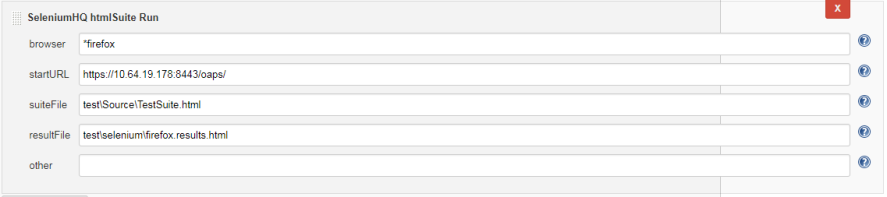 X
SeleniumHQ htmlSuite Run
browser *firefox
startURL https://10.64.19.178:8443/oaps/
suiteFile test\Source\TestSuite.html
resultFile test\selenium\firefox.results.html
other